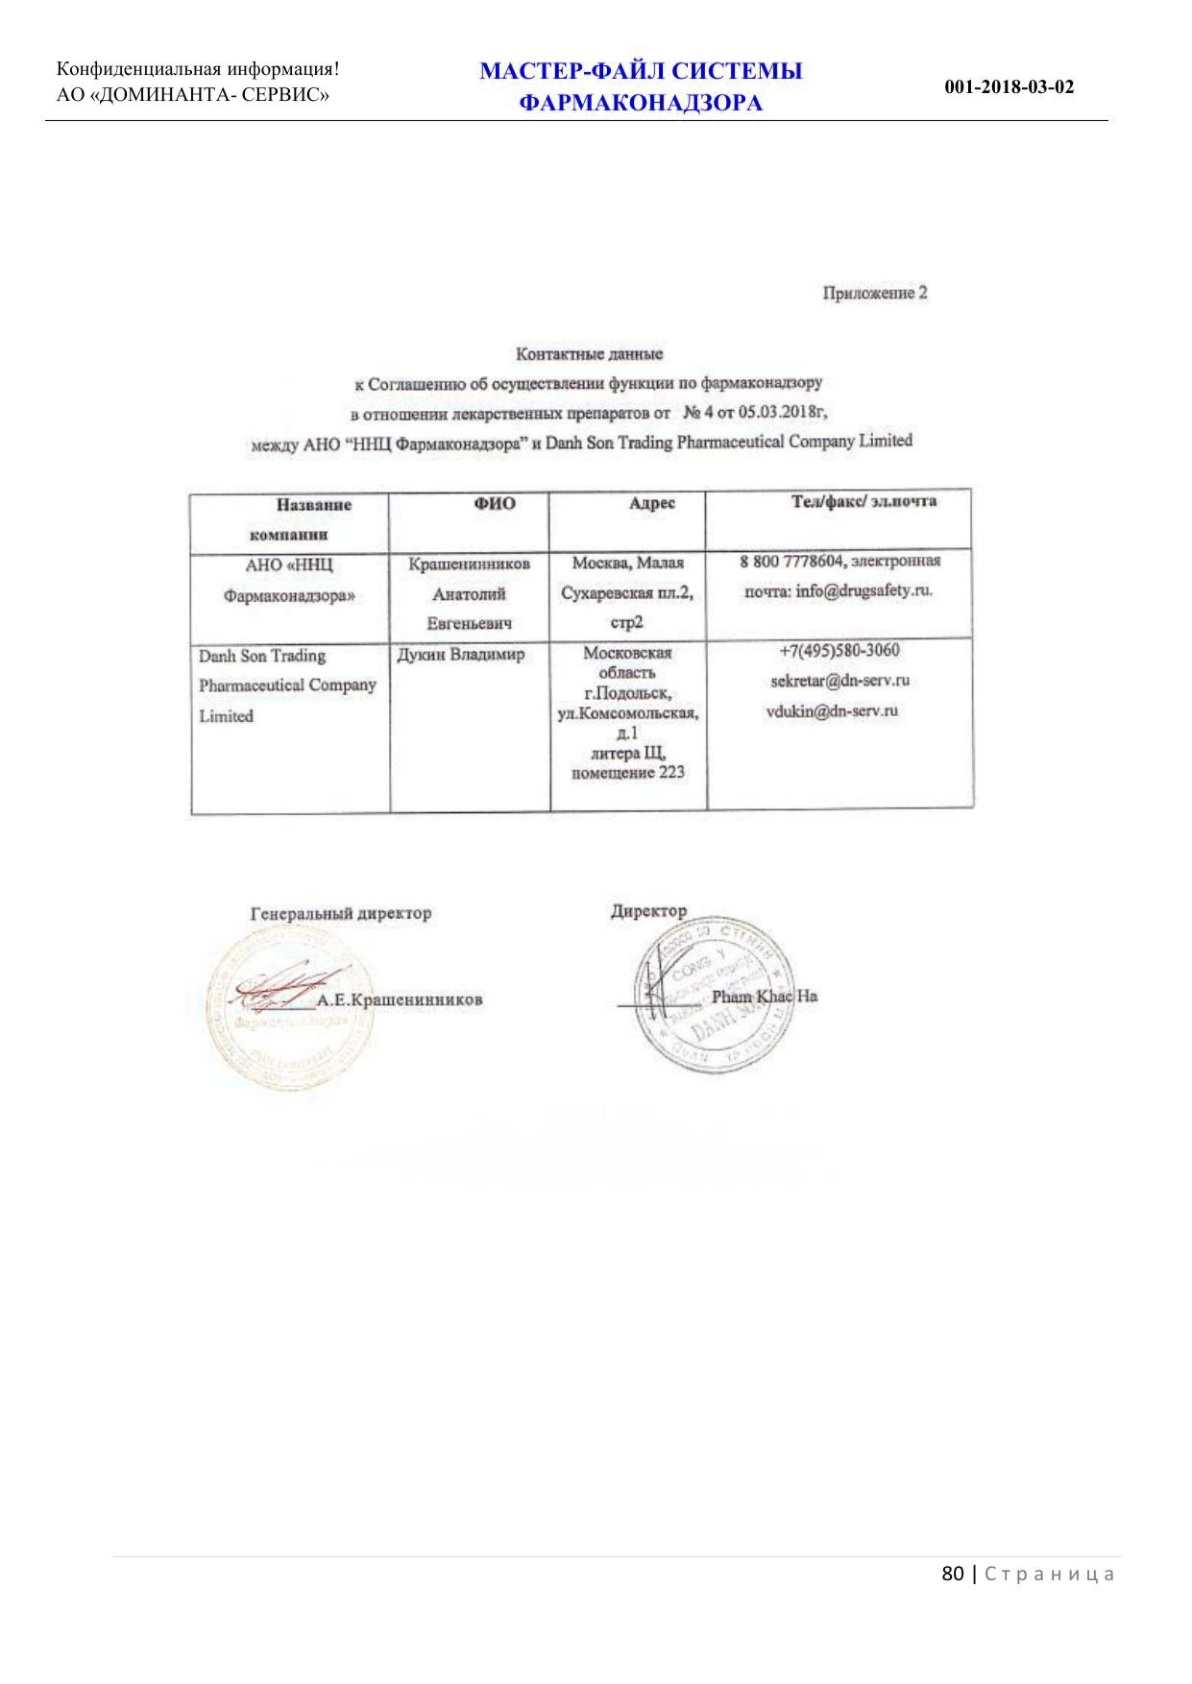 Конфиденциальная информация!
АО «ДОМИНАНТА- СЕРВИС»
МАСТЕР-ФАЙЛ СИСТЕМЫ
ФАРМАКОНАДЗОРА
001-2018-03-02
Приложение 2
Контактные данные
к Соглашению об осуществлении функции по фармаконадзору
в отношении лекарственных препаратов от № 4 от 05.03.2018г,
между АНО “ННЦ Фармаконадзора” и Danh Son Trading Pharmaceutical Company Limited
Название
компании
ФИО
Адрес
Тел/факс/ эл.почта
АНО «ННЦ
Фармаконадзора»
Крашенинников
Анатолий
Евгеньевич
Москва, Малая
Сухаревская пл.2,
стр2
8 800 7778604, электронная
почта: info@drugsafety.ru.
Danh Son Trading
Pharmaceutical Company
Limited
Дукин Владимир
Московская
область
г.Подольск,
ул.Комсомольская,
д.1
литера Щ,
помещение 223
+7(495)580-3060
sekretar@dn-serv.ru
vdukin@dn-serv.ru
Генеральный директор
А.Е.Крашенинников
Директор
CONG Y
Pham Khac Ha
DANH SON
80 | Страница